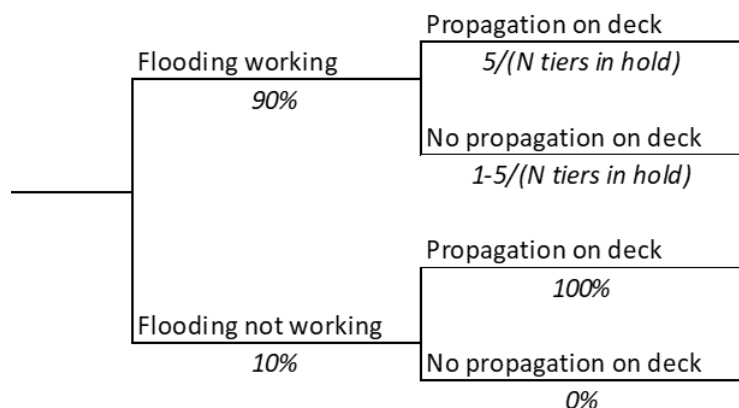 Propagation on deck
Flooding working
5/(N tiers in hold)
90%
No propagation on deck
1-5/(N tiers in hold)
Propagation on deck
100%
Flooding not working
10%
No propagation on deck
0%